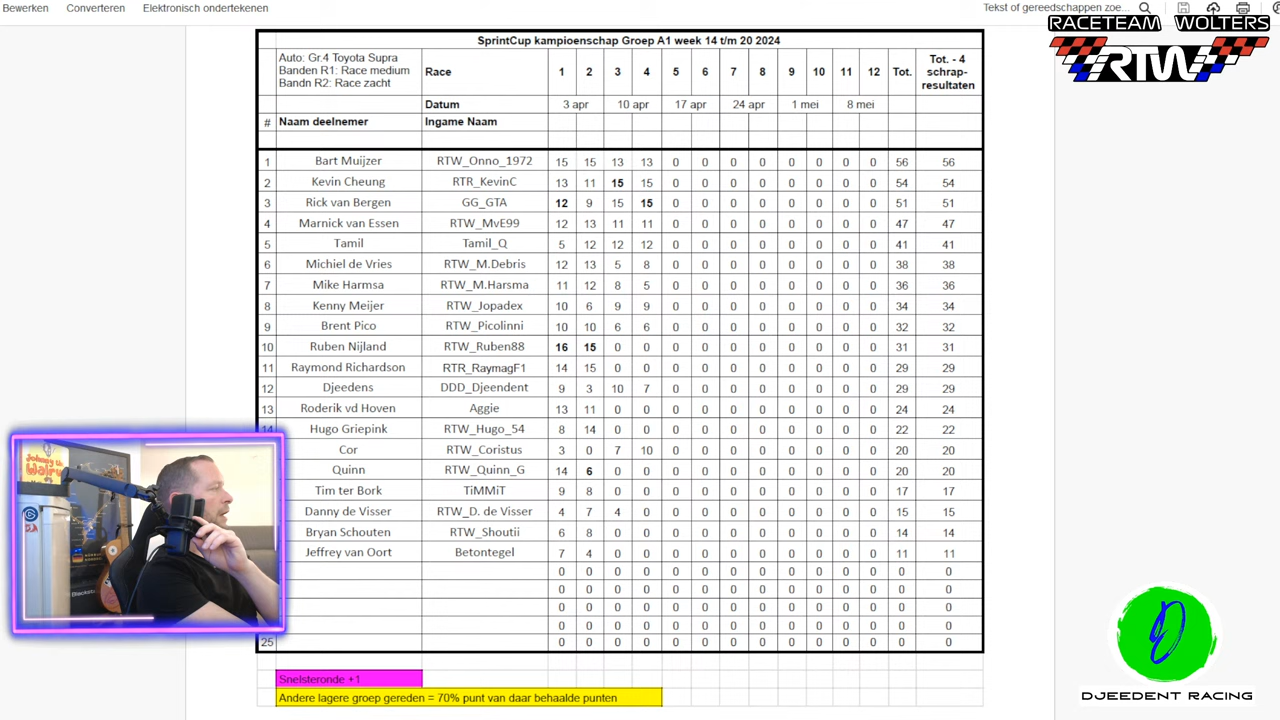 Bewerken Converteren Elektronisch ondertekenen Tekst of gereedschappen zoe...
RACETEAM WOLTERS
RTW
SprintCup kampioenschap Groep A1 week 14 t/m 20 2024
Auto: Gr.4 Toyota Supra
Banden R1: Race medium
Bandn R2: Race zacht
Race 1 2 3 4 5 6 7 8 9 10 11 12 Tot. Tot. - 4 schrap-resultaten
Datum 3 apr 10 apr 17 apr 24 apr 1 mei 8 mei
# Naam deelnemer Ingame Naam
1 Bart Muijzer RTW_Onno_1972 15 15 13 13 0 0 0 0 0 0 0 0 56 56
2 Kevin Cheung RTR_KevinC 13 11 15 15 0 0 0 0 0 0 0 0 54 54
3 Rick van Bergen GG_GTA 12 9 15 15 0 0 0 0 0 0 0 0 51 51
4 Marnick van Essen RTW_MvE99 12 13 11 11 0 0 0 0 0 0 0 0 47 47
5 Tamil Tamil_Q 5 12 12 12 0 0 0 0 0 0 0 0 41 41
6 Michiel de Vries RTW_M.Debris 12 13 5 8 0 0 0 0 0 0 0 0 38 38
7 Mike Harmsa RTW_M.Harsma 11 12 8 5 0 0 0 0 0 0 0 0 36 36
8 Kenny Meijer RTW_Jopadex 10 6 9 9 0 0 0 0 0 0 0 0 34 34
9 Brent Pico RTW_Picolinni 10 10 6 6 0 0 0 0 0 0 0 0 32 32
10 Ruben Nijland RTW_Ruben88 16 15 0 0 0 0 0 0 0 0 0 0 31 31
11 Raymond Richardson RTR_RaymagF1 14 15 0 0 0 0 0 0 0 0 0 0 29 29
12 Djeedens DDD_Djeendent 9 3 10 7 0 0 0 0 0 0 0 0 29 29
13 Roderik vd Hoven Aggie 13 11 0 0 0 0 0 0 0 0 0 0 24 24
14 Hugo Griepink RTW_Hugo_54 8 14 0 0 0 0 0 0 0 0 0 0 22 22
Cor RTW_Coristus 3 0 7 10 0 0 0 0 0 0 0 0 20 20
Quinn RTW_Quinn_G 14 6 0 0 0 0 0 0 0 0 0 0 20 20
Tim ter Bork TiMMiT 9 8 0 0 0 0 0 0 0 0 0 0 17 17
Danny de Visser RTW_D. de Visser 4 7 4 0 0 0 0 0 0 0 0 0 15 15
Bryan Schouten RTW_Shoutii 6 8 0 0 0 0 0 0 0 0 0 0 14 14
Jeffrey van Oort Betontegel 7 4 0 0 0 0 0 0 0 0 0 0 11 11
0 0 0 0 0 0 0 0 0 0 0 0 0 0
0 0 0 0 0 0 0 0 0 0 0 0 0 0
0 0 0 0 0 0 0 0 0 0 0 0 0 0
0 0 0 0 0 0 0 0 0 0 0 0 0 0
25 0 0 0 0 0 0 0 0 0 0 0 0 0 0
Snelsteronde +1
Andere lagere groep gereden = 70% punt van daar behaalde punten
D
DJEEDENT RACING